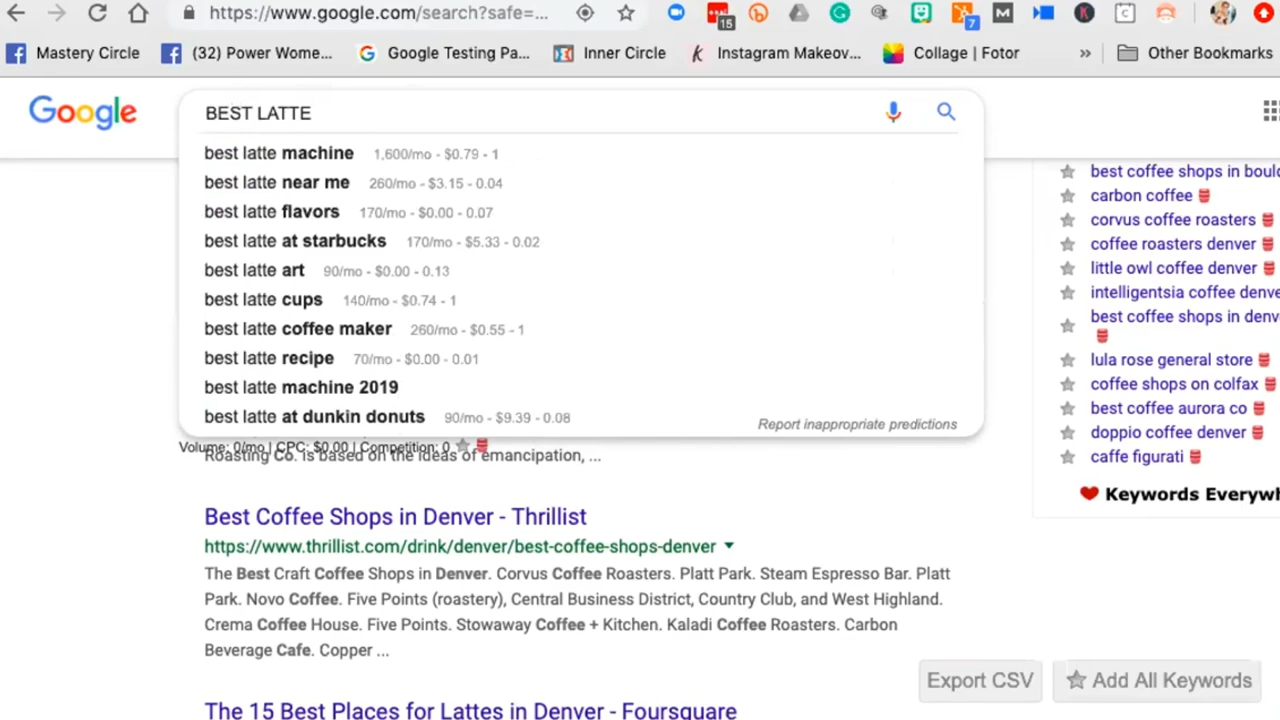 https://www.google.com/search?safe=...
15
7
Mastery Circle
(32) Power Wome...
Google Testing Pa...
Inner Circle
Instagram Makeov...
Collage | Fotor
»
Other Bookmarks
Google
BEST LATTE
best latte machine 1,600/mo - $0.79 - 1
best latte near me 260/mo - $3.15 - 0.04
best latte flavors 170/mo - $0.00 - 0.07
best latte at starbucks 170/mo - $5.33 - 0.02
best latte art 90/mo - $0.00 - 0.13
best latte cups 140/mo - $0.74 - 1
best latte coffee maker 260/mo - $0.55 - 1
best latte recipe 70/mo - $0.00 - 0.01
best latte machine 2019
best latte at dunkin donuts 90/mo - $9.39 - 0.08
Report inappropriate predictions
Volume: 0/mo | CPC: $0.00 | Competition: 0
Roasting Co. is based on the ideas of emancipation, ...
Best Coffee Shops in Denver - Thrillist
https://www.thrillist.com/drink/denver/best-coffee-shops-denver
The Best Craft Coffee Shops in Denver. Corvus Coffee Roasters. Platt Park. Steam Espresso Bar. Platt
Park. Novo Coffee. Five Points (roastery), Central Business District, Country Club, and West Highland.
Crema Coffee House. Five Points. Stowaway Coffee + Kitchen. Kaladi Coffee Roasters. Carbon
Beverage Cafe. Copper ...
The 15 Best Places for Lattes in Denver - Foursquare
best coffee shops in bould
carbon coffee
corvus coffee roasters
coffee roasters denver
little owl coffee denver
intelligentsia coffee denve
best coffee shops in denv
lula rose general store
coffee shops on colfax
best coffee aurora co
doppio coffee denver
caffe figurati
Keywords Everywh
Export CSV
Add All Keywords